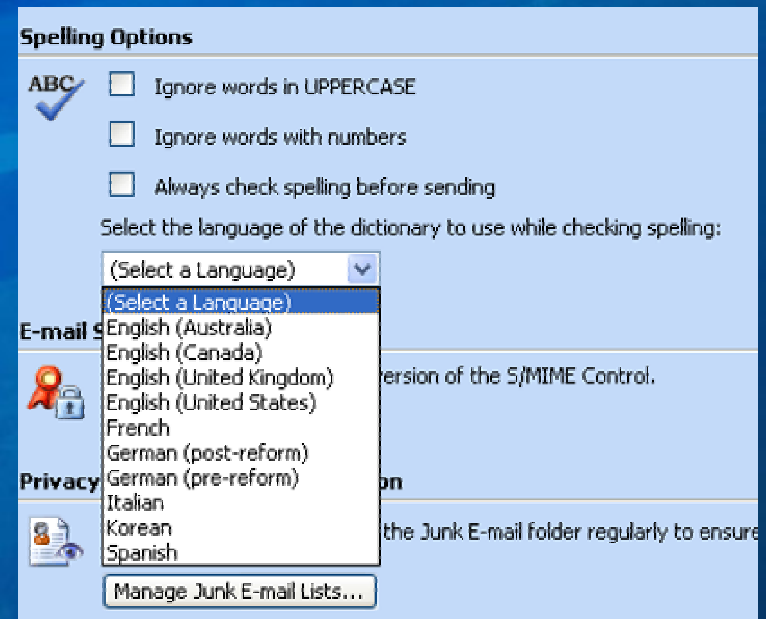 Spelling Options
ABC
Ignore words in UPPERCASE
Ignore words with numbers
Always check spelling before sending
Select the language of the dictionary to use while checking spelling:
(Select a Language)
(Select a Language)
English (Australia)
E-mail
English (Canada)
English (United Kingdom)
ersion of the S/MIME Control.
English (United States)
French
German (post-reform)
German (pre-reform)
Privacy
on
Italian
Korean
the Junk E-mail folder regularly to ensure
Spanish
Manage Junk E-mail Lists...